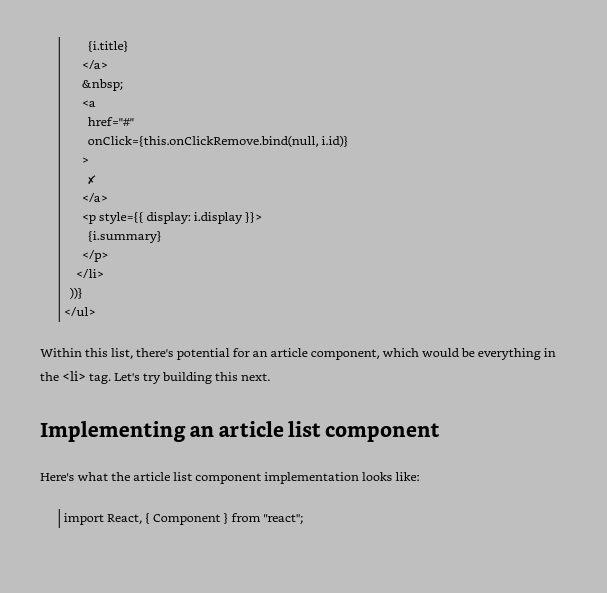 {i.title}
</a>
&nbsp;
<a
href="#"
onClick={this.onClickRemove.bind(null, i.id)}
>
✘
</a>
<p style={{ display: i.display }}>
{i.summary}
</p>
</li>
))}
</ul>
Within this list, there's potential for an article component, which would be everything in
the <li> tag. Let's try building this next.
Implementing an article list component
Here's what the article list component implementation looks like:
import React, { Component } from "react";